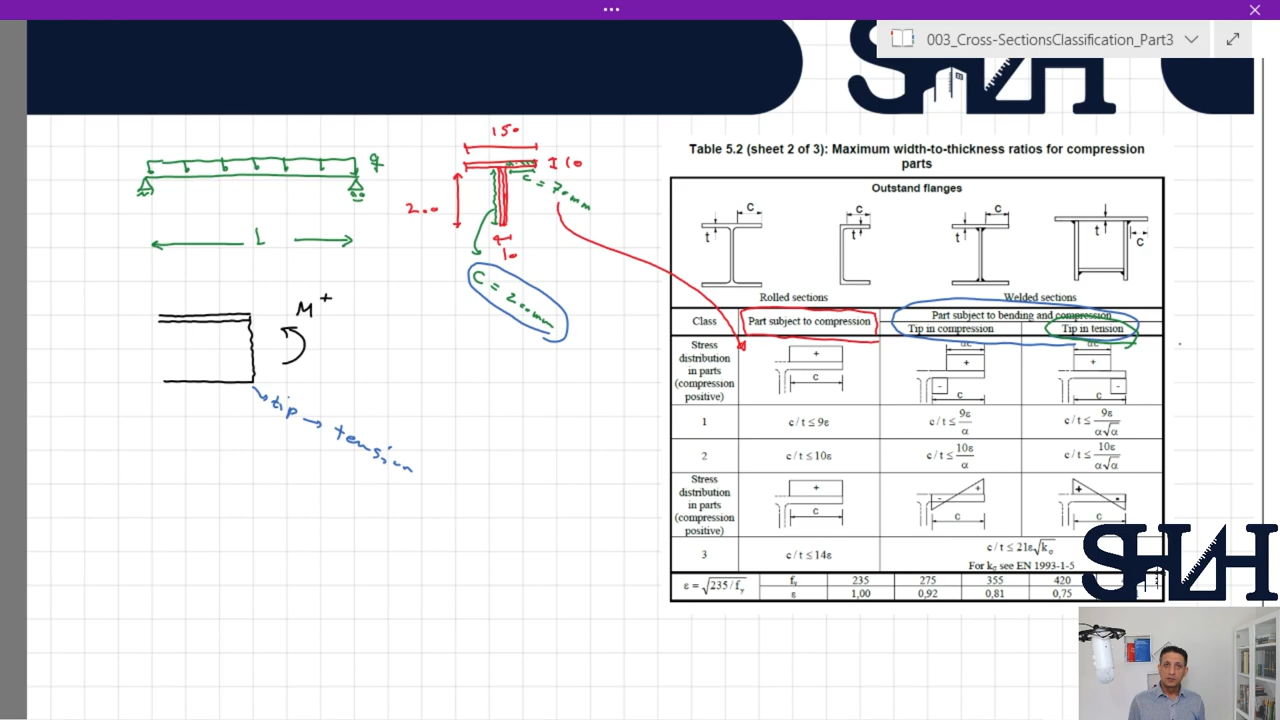 003_Cross-SectionsClassification_Part3
SHZH
150
q
I 10
c = 70mm
200
L
10
C = 200mm
M+
tip → tension
Table 5.2 (sheet 2 of 3): Maximum width-to-thickness ratios for compression
parts
Outstand flanges
c c c
t t t t c
Rolled sections Welded sections
Class Part subject to compression Part subject to bending and compression
Tip in compression Tip in tension
Stress
distribution
in parts
(compression
positive)
+ c
αc + - c
αc + - c
1 c / t ≤ 9ε c / t ≤ 9ε/α c / t ≤ 9ε/α√α
2 c / t ≤ 10ε c / t ≤ 10ε/α c / t ≤ 10ε/α√α
Stress
distribution
in parts
(compression
positive)
+ c
- + c
+ - c
3 c / t ≤ 14ε c / t ≤ 21ε√kσ
For kσ see EN 1993-1-5
ε = √235/fy fy 235 275 355 420
ε 1,00 0,92 0,81 0,75
SHZH